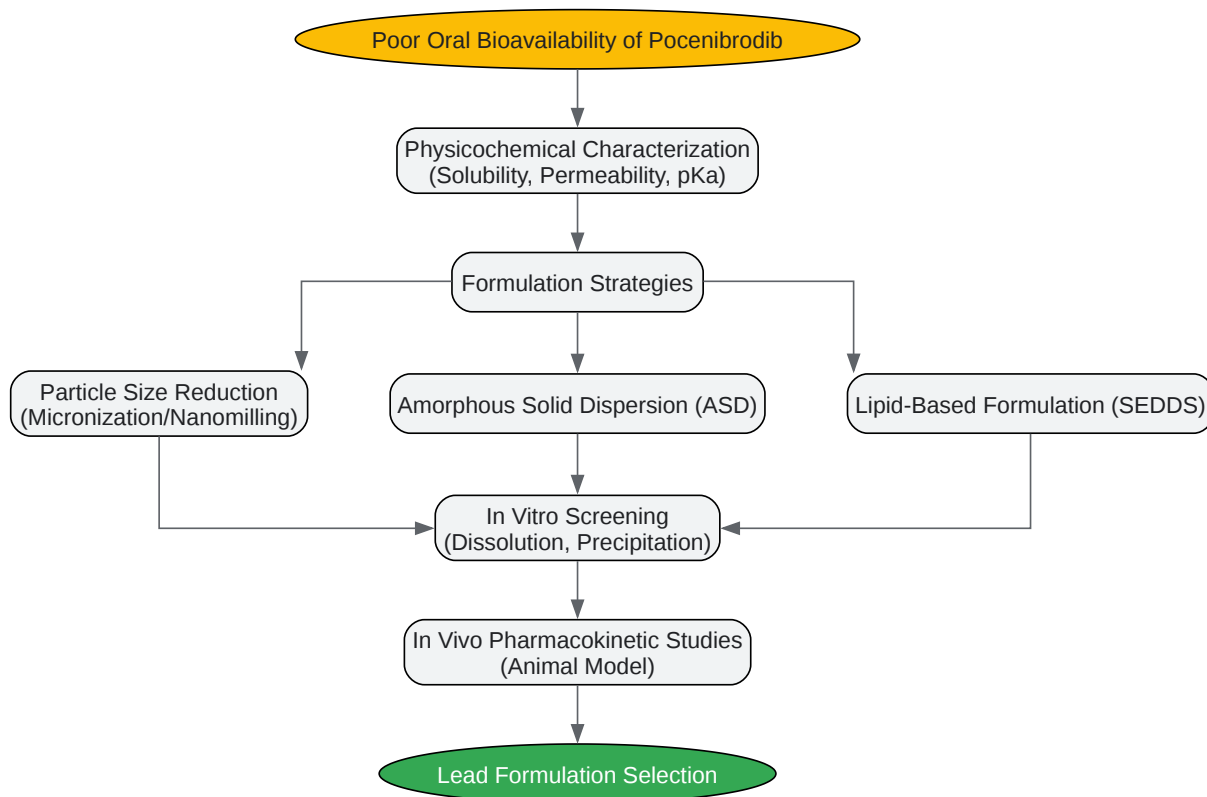 Poor Oral Bioavailability of Pocenibrodib
Physicochemical Characterization
(Solubility, Permeability, pKa)
Formulation Strategies
Particle Size Reduction
(Micronization/Nanomilling)
Amorphous Solid Dispersion (ASD)
Lipid-Based Formulation (SEDDS)
In Vitro Screening
(Dissolution, Precipitation)
In Vivo Pharmacokinetic Studies
(Animal Model)
Lead Formulation Selection